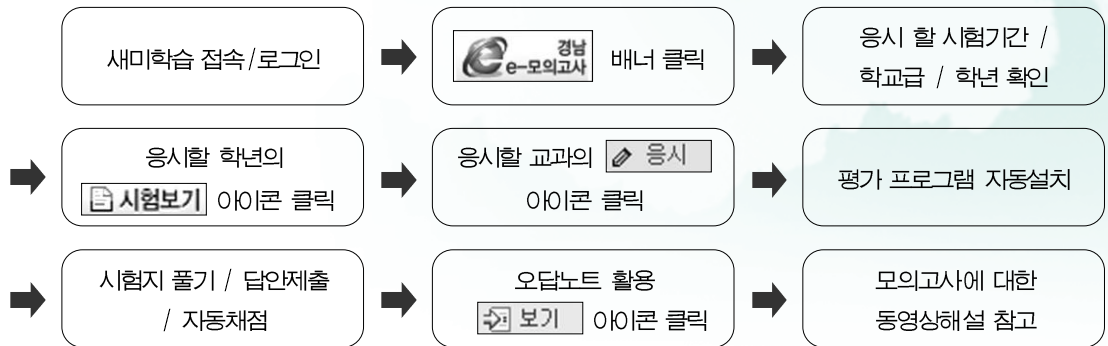 새미학습 접속/로그인
경남
e-모의고사 배너 클릭
응시 할 시험기간 /
학교급 / 학년 확인
응시할 학년의
시험보기 아이콘 클릭
응시할 교과의 응시
아이콘 클릭
평가 프로그램 자동설치
시험지 풀기 / 답안제출
/ 자동채점
오답노트 활용
보기 아이콘 클릭
모의고사에 대한
동영상해설 참고